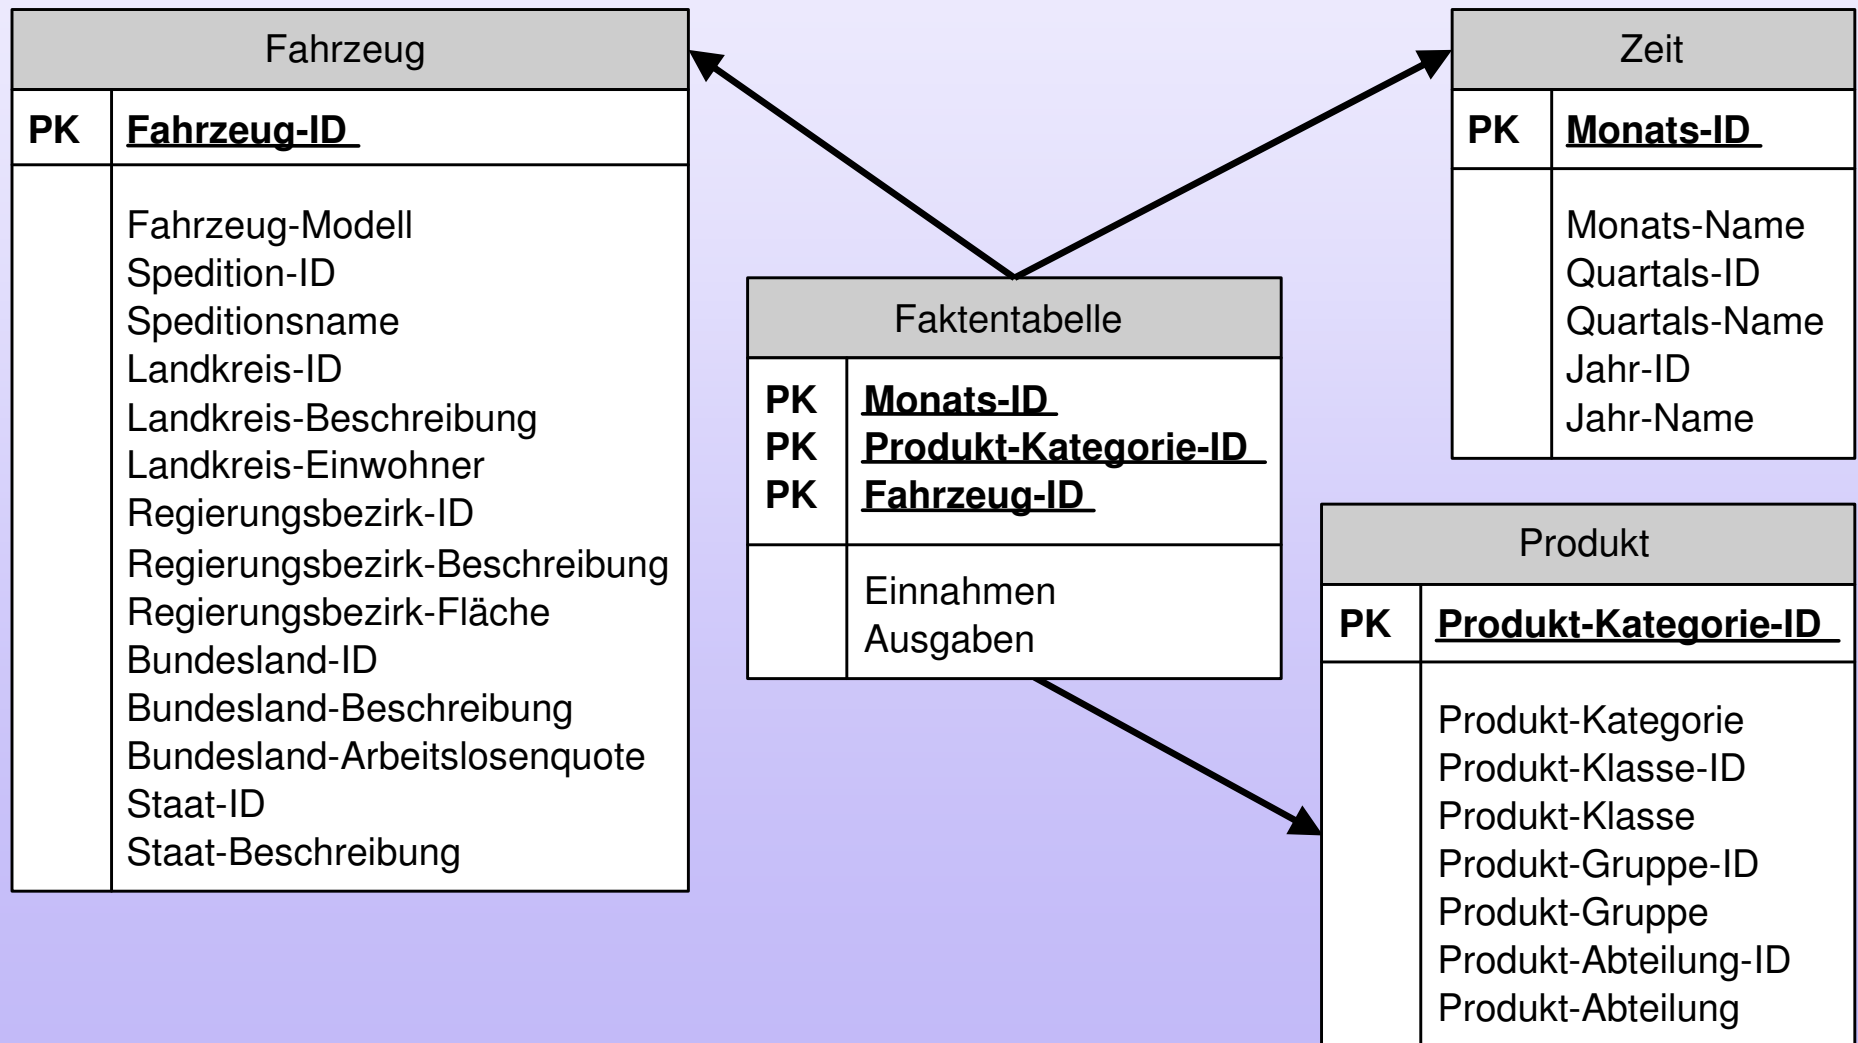 Fahrzeug
PK Fahrzeug-ID
Fahrzeug-Modell
Spedition-ID
Speditionsname
Landkreis-ID
Landkreis-Beschreibung
Landkreis-Einwohner
Regierungsbezirk-ID
Regierungsbezirk-Beschreibung
Regierungsbezirk-Fläche
Bundesland-ID
Bundesland-Beschreibung
Bundesland-Arbeitslosenquote
Staat-ID
Staat-Beschreibung
Faktentabelle
PK Monats-ID
PK Produkt-Kategorie-ID
PK Fahrzeug-ID
Einnahmen
Ausgaben
Zeit
PK Monats-ID
Monats-Name
Quartals-ID
Quartals-Name
Jahr-ID
Jahr-Name
Produkt
PK Produkt-Kategorie-ID
Produkt-Kategorie
Produkt-Klasse-ID
Produkt-Klasse
Produkt-Gruppe-ID
Produkt-Gruppe
Produkt-Abteilung-ID
Produkt-Abteilung